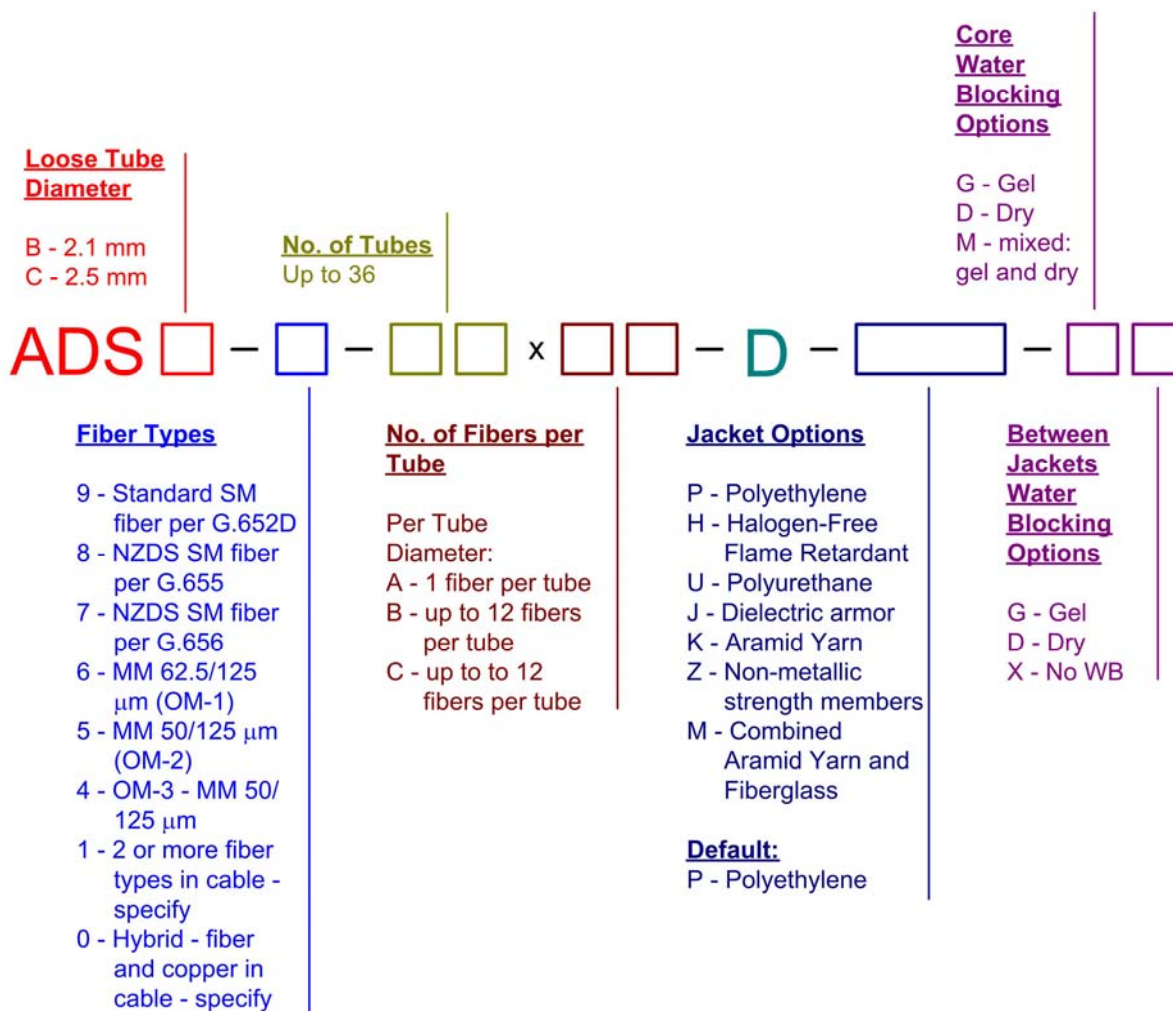 Core
Water
Blocking
Options
G - Gel
D - Dry
M - mixed:
gel and dry
Loose Tube
Diameter
B - 2.1 mm
C - 2.5 mm
No. of Tubes
Up to 36
ADS – – x – D – –
Fiber Types
9 - Standard SM
fiber per G.652D
8 - NZDS SM fiber
per G.655
7 - NZDS SM fiber
per G.656
6 - MM 62.5/125
μm (OM-1)
5 - MM 50/125 μm
(OM-2)
4 - OM-3 - MM 50/
125 μm
1 - 2 or more fiber
types in cable -
specify
0 - Hybrid - fiber
and copper in
cable - specify
No. of Fibers per
Tube
Per Tube
Diameter:
A - 1 fiber per tube
B - up to 12 fibers
per tube
C - up to to 12
fibers per tube
Jacket Options
P - Polyethylene
H - Halogen-Free
Flame Retardant
U - Polyurethane
J - Dielectric armor
K - Aramid Yarn
Z - Non-metallic
strength members
M - Combined
Aramid Yarn and
Fiberglass
Default:
P - Polyethylene
Between
Jackets
Water
Blocking
Options
G - Gel
D - Dry
X - No WB